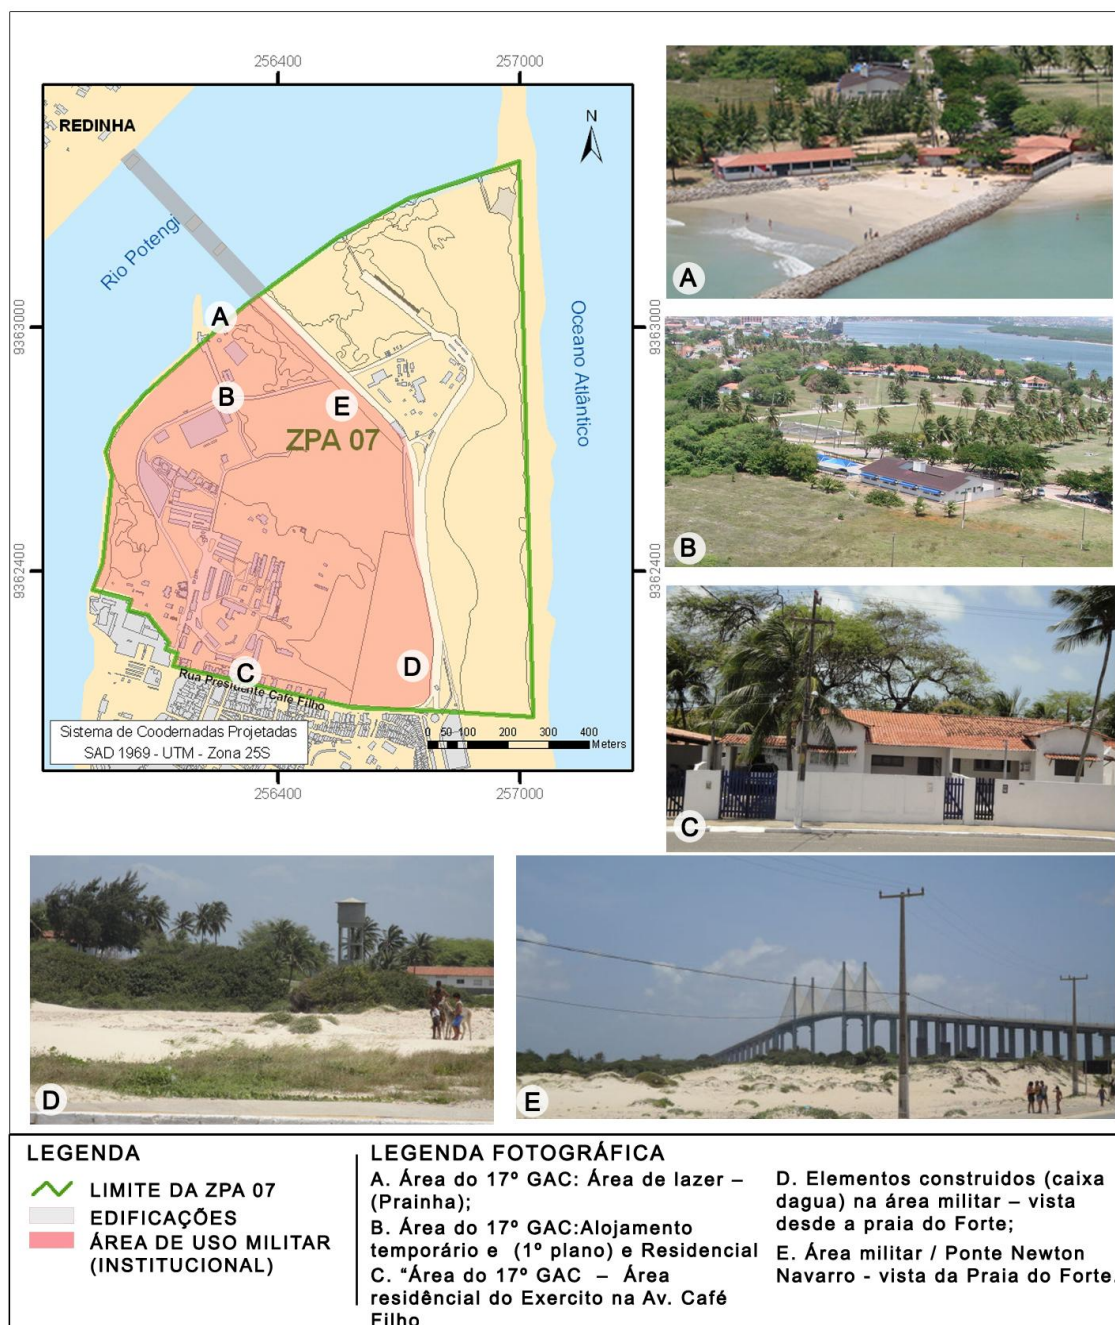 256400
257000
REDINHA
N
Rio Potengi
Oceano Atlântico
9363000
9363000
9362400
9362400
A
B
E
ZPA 07
C
D
Rua Presidente Café Filho
Sistema de Coodernadas Projetadas
SAD 1969 - UTM - Zona 25S
0 50 100 200 300 400
Meters
256400
257000
A
B
C
D
E
LEGENDA
LIMITE DA ZPA 07
EDIFICAÇÕES
ÁREA DE USO MILITAR
(INSTITUCIONAL)
LEGENDA FOTOGRÁFICA
A. Área do 17º GAC: Área de lazer –
(Prainha);
B. Área do 17º GAC:Alojamento
temporário e (1º plano) e Residencial
C. “Área do 17º GAC – Área
residêncial do Exercito na Av. Café
Filho
D. Elementos construidos (caixa
dagua) na área militar – vista
desde a praia do Forte;
E. Área militar / Ponte Newton
Navarro - vista da Praia do Forte.